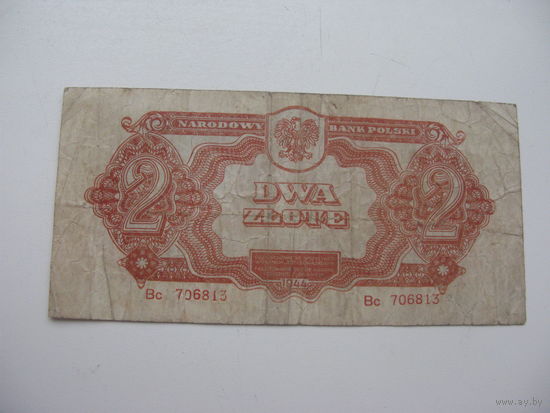 NARODOWY BANK POLSKI
2 2
DWA
ZŁOTE
1944
Bc 706813 Bc 706813
www.ay.by